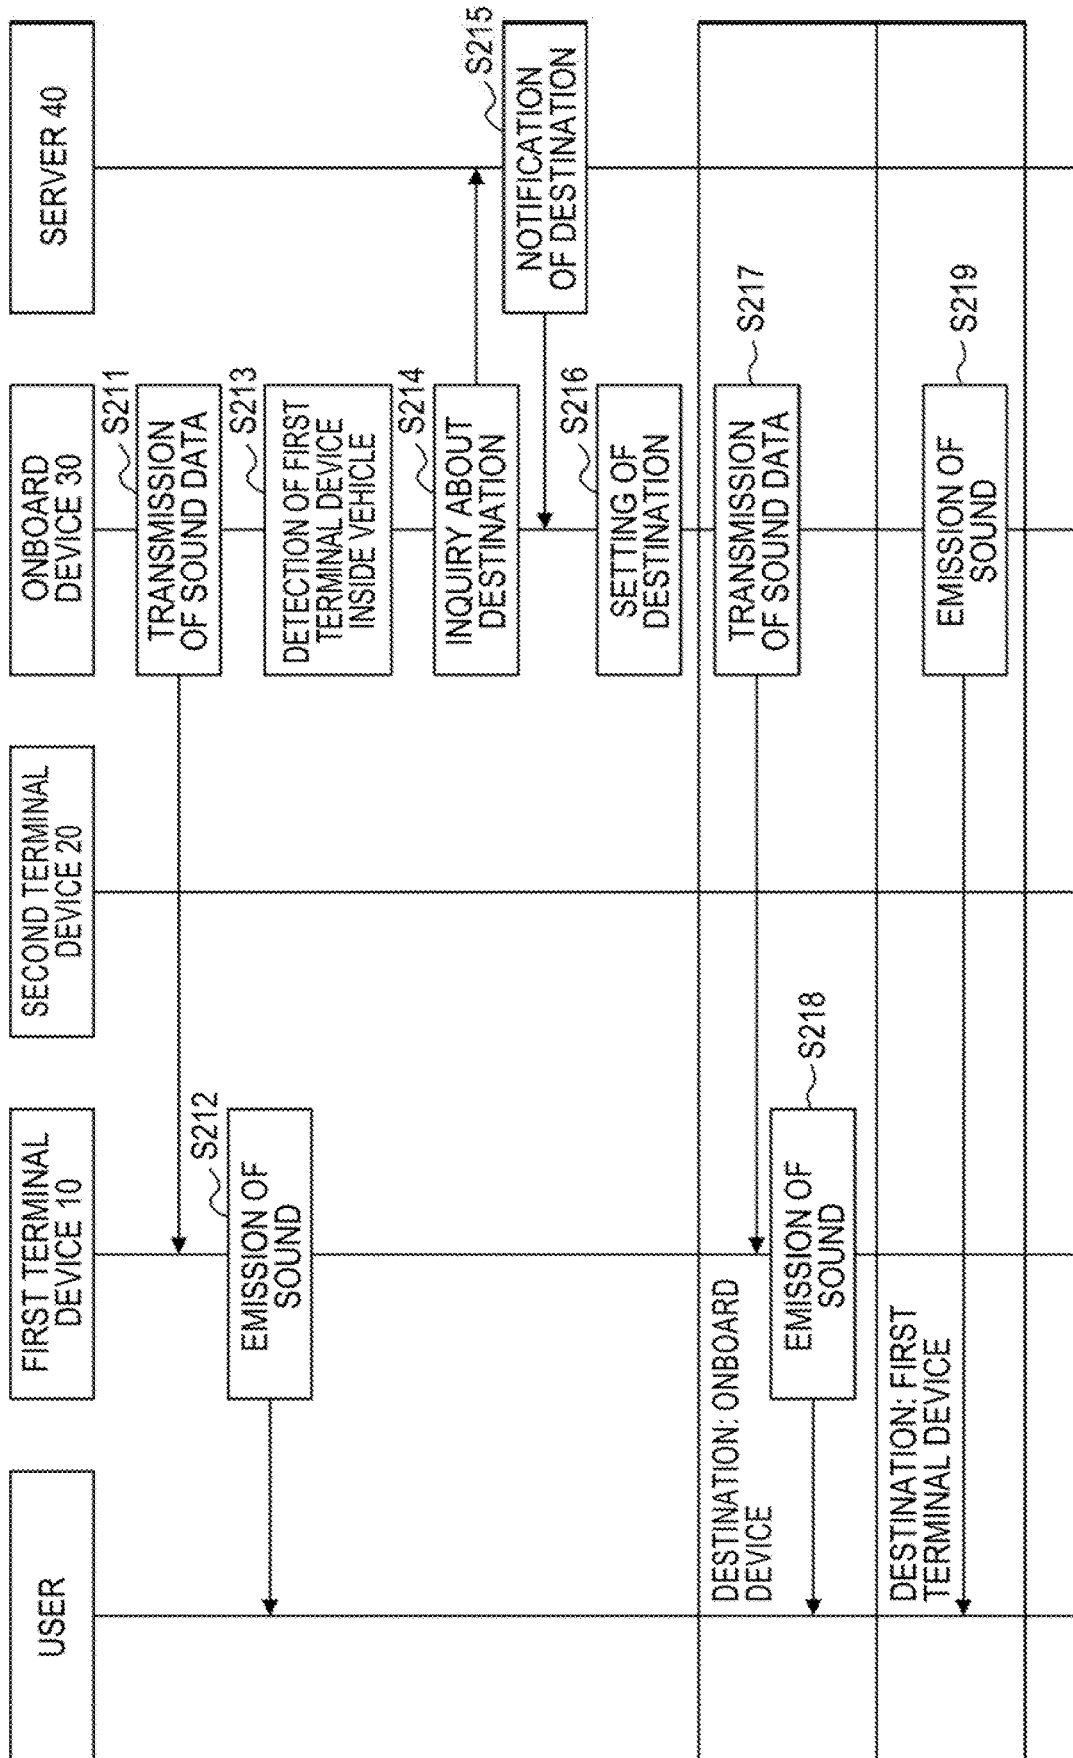 USER
FIRST TERMINAL
DEVICE 10
SECOND TERMINAL
DEVICE 20
ONBOARD
DEVICE 30
SERVER 40
S211
TRANSMISSION
OF SOUND DATA
S212
EMISSION OF
SOUND
S213
DETECTION OF FIRST
TERMINAL DEVICE
INSIDE VEHICLE
S214
INQUIRY ABOUT
DESTINATION
S215
NOTIFICATION
OF DESTINATION
S216
SETTING OF
DESTINATION
DESTINATION: ONBOARD
DEVICE
TRANSMISSION
OF SOUND DATA
S217
EMISSION OF
SOUND
S218
DESTINATION: FIRST
TERMINAL DEVICE
EMISSION OF
SOUND
S219